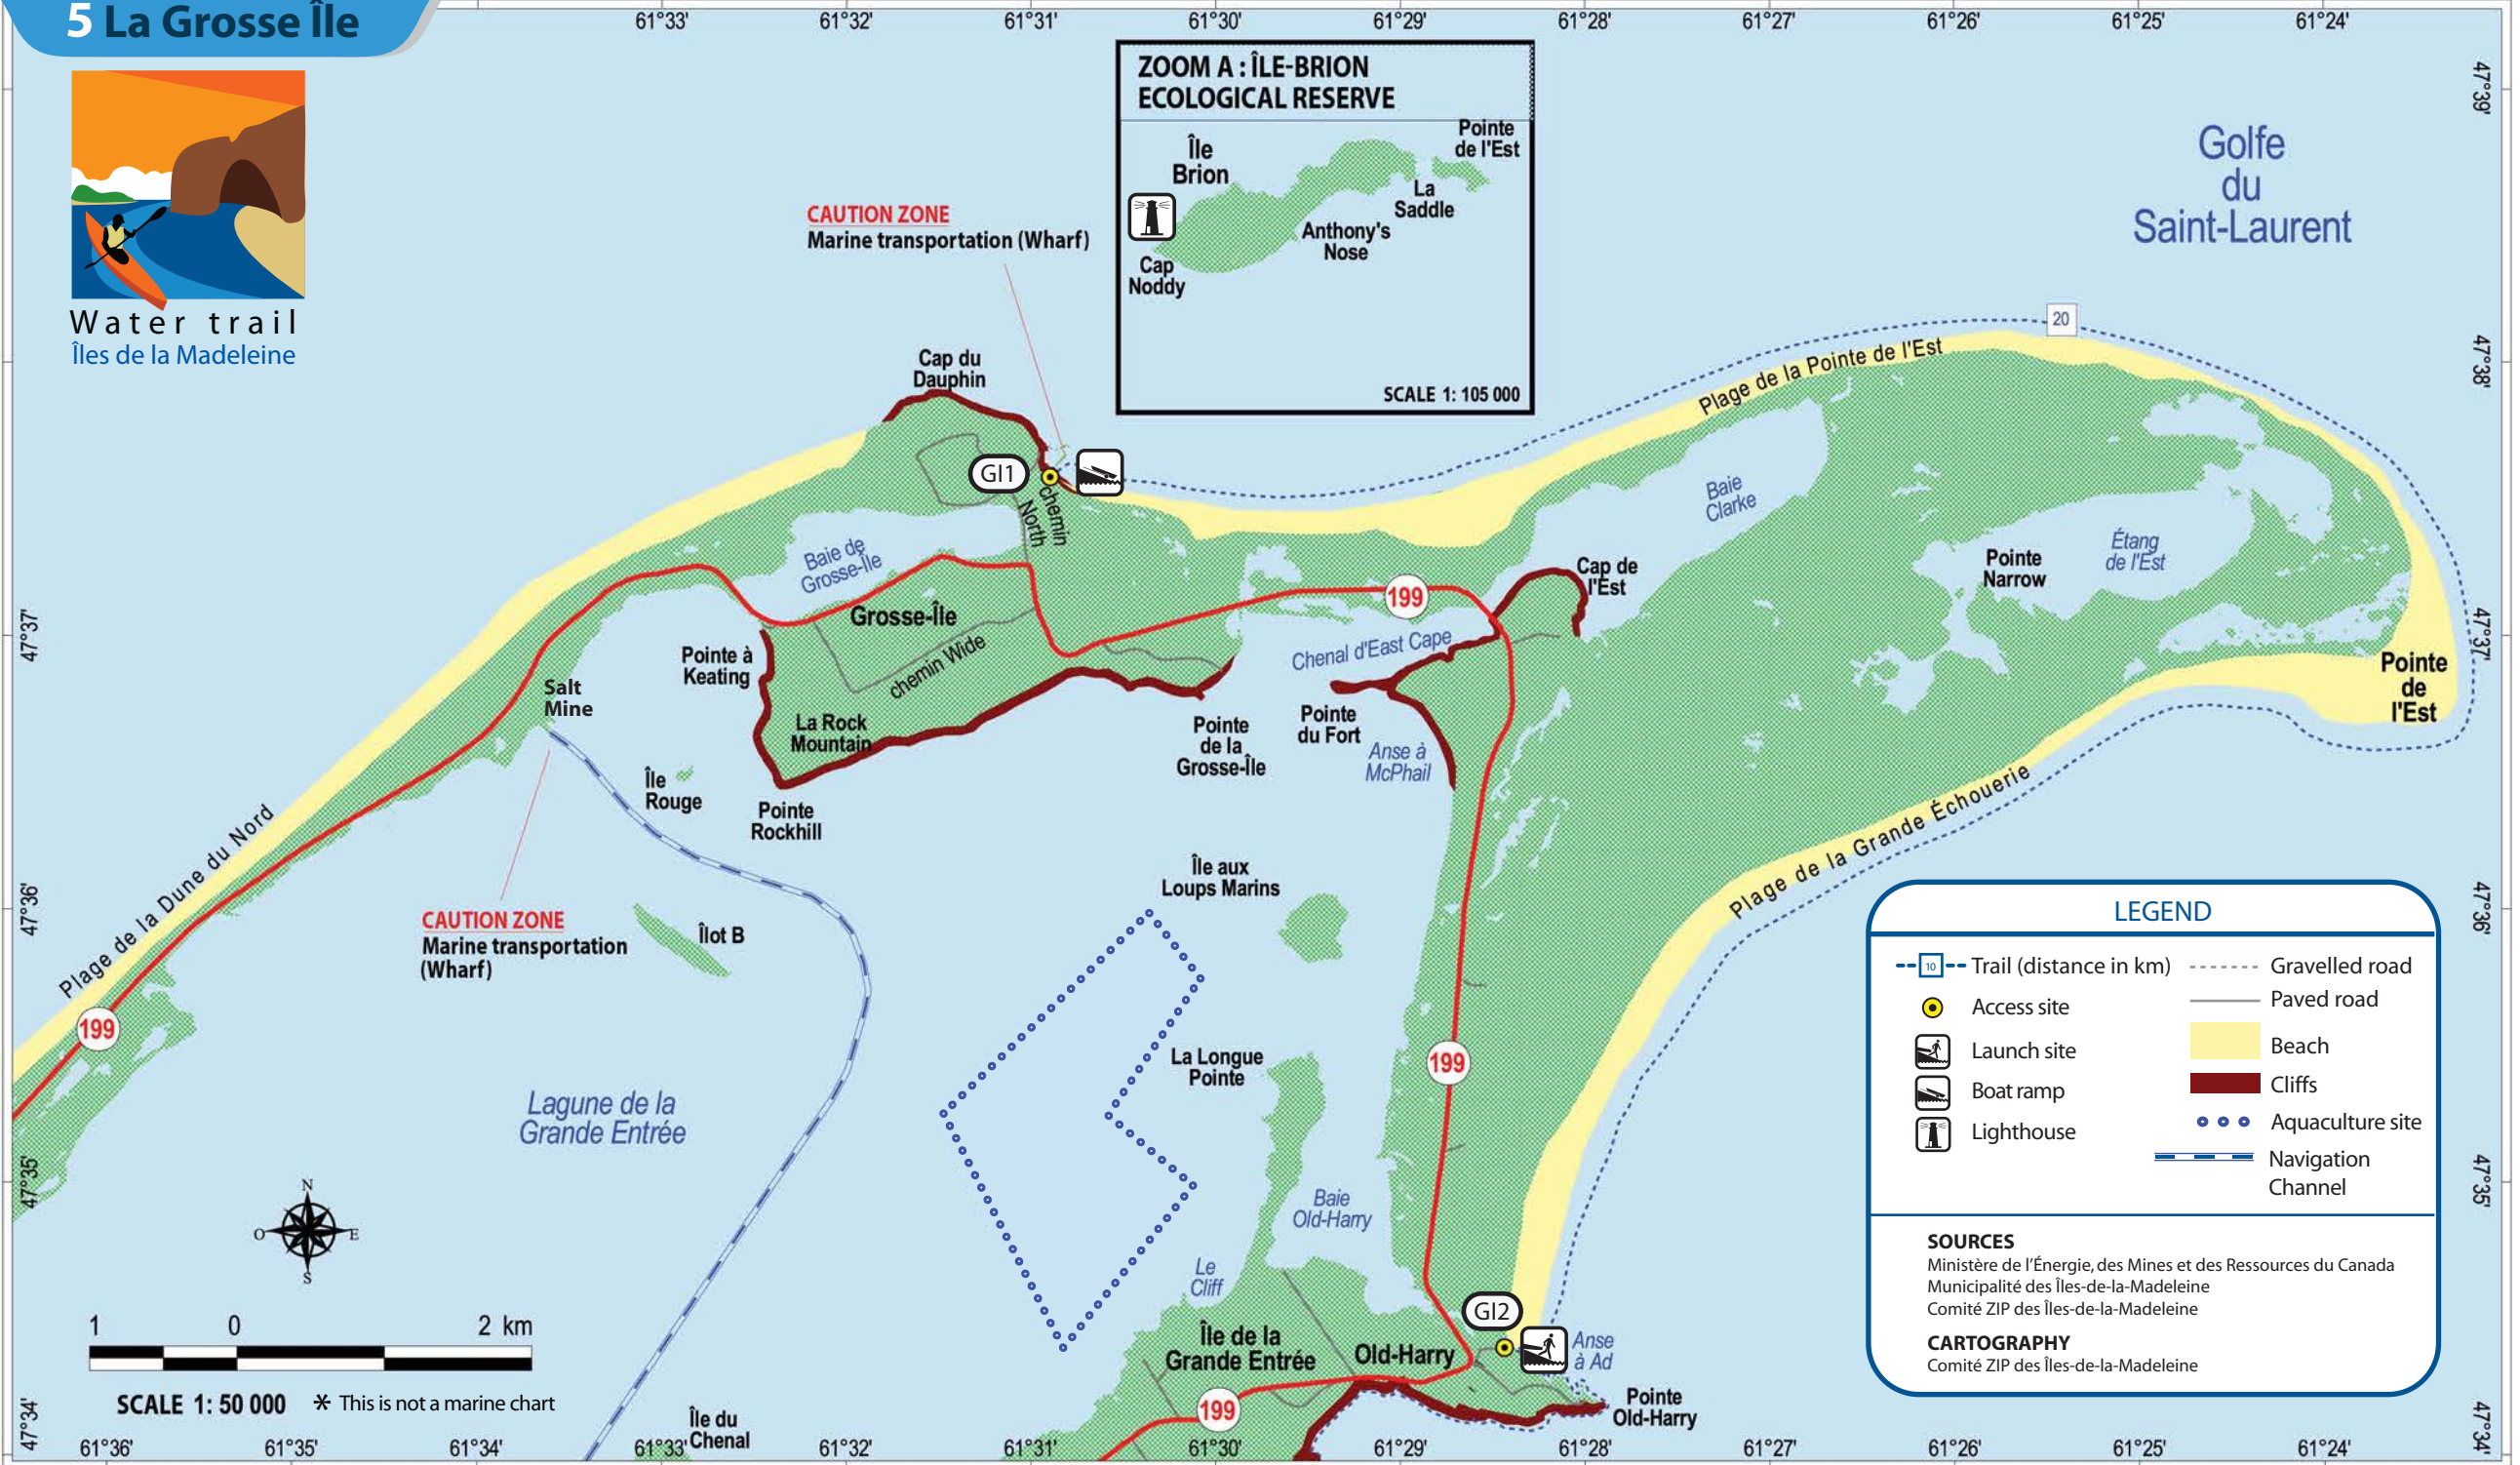 5 La Grosse Île
Water trail
Îles de la Madeleine
61°33'
61°32'
61°31'
61°30'
61°29'
61°28'
61°27'
61°26'
61°25'
61°24'
47°39'
47°38'
47°37'
47°36'
47°35'
47°34'
ZOOM A : ÎLE-BRION
ECOLOGICAL RESERVE
Île
Brion
Pointe
de l'Est
La
Saddle
Anthony's
Nose
Cap
Noddy
SCALE 1: 105 000
Golfe
du
Saint-Laurent
CAUTION ZONE
Marine transportation (Wharf)
20
Plage de la Pointe de l'Est
Cap du
Dauphin
GI1
chemin
North
Baie
Clarke
Baie de
Grosse-Île
Étang
de l'Est
Pointe
Narrow
Cap de
l'Est
199
Grosse-Île
Chenal d'East Cape
chemin Wide
Pointe à
Keating
Pointe
de
l'Est
Salt
Mine
La Rock
Mountain
Pointe
de la
Grosse-Île
Pointe
du Fort
Anse à
McPhail
Île
Rouge
Pointe
Rockhill
Plage de la Grande Échouerie
Plage de la Dune du Nord
Île aux
Loups Marins
CAUTION ZONE
Marine transportation
(Wharf)
Îlot B
199
199
La Longue
Pointe
Lagune de la
Grande Entrée
Baie
Old-Harry
Le
Cliff
GI2
Anse
à Ad
Île de la
Grande Entrée
Old-Harry
199
Pointe
Old-Harry
Île du
Chenal
N
O
E
S
1 0 2 km
SCALE 1: 50 000
* This is not a marine chart
LEGEND
10 Trail (distance in km)
Access site
Launch site
Boat ramp
Lighthouse
Gravelled road
Paved road
Beach
Cliffs
Aquaculture site
Navigation
Channel
SOURCES
Ministère de l'Énergie, des Mines et des Ressources du Canada
Municipalité des Îles-de-la-Madeleine
Comité ZIP des Îles-de-la-Madeleine
CARTOGRAPHY
Comité ZIP des Îles-de-la-Madeleine
47°37'
47°36'
47°35'
47°34'
61°36'
61°35'
61°34'
61°33'
61°32'
61°31'
61°30'
61°29'
61°28'
61°27'
61°26'
61°25'
61°24'